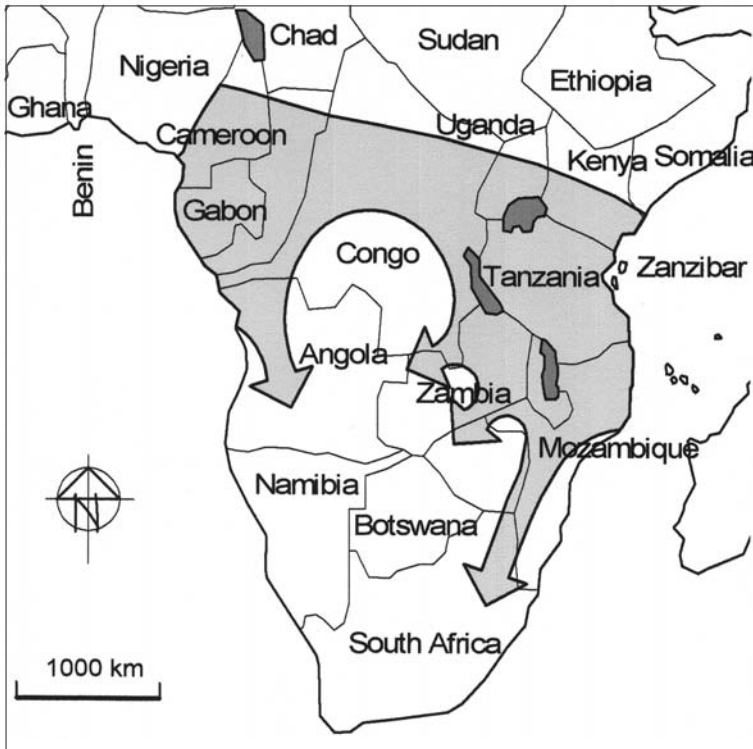 Chad
Sudan
Nigeria
Ethiopia
Ghana
Uganda
Cameroon
Kenya
Somalia
Benin
Gabon
Congo
Tanzania
Zanzibar
Angola
Zambia
Mozambique
Namibia
Botswana
N
South Africa
1000 km